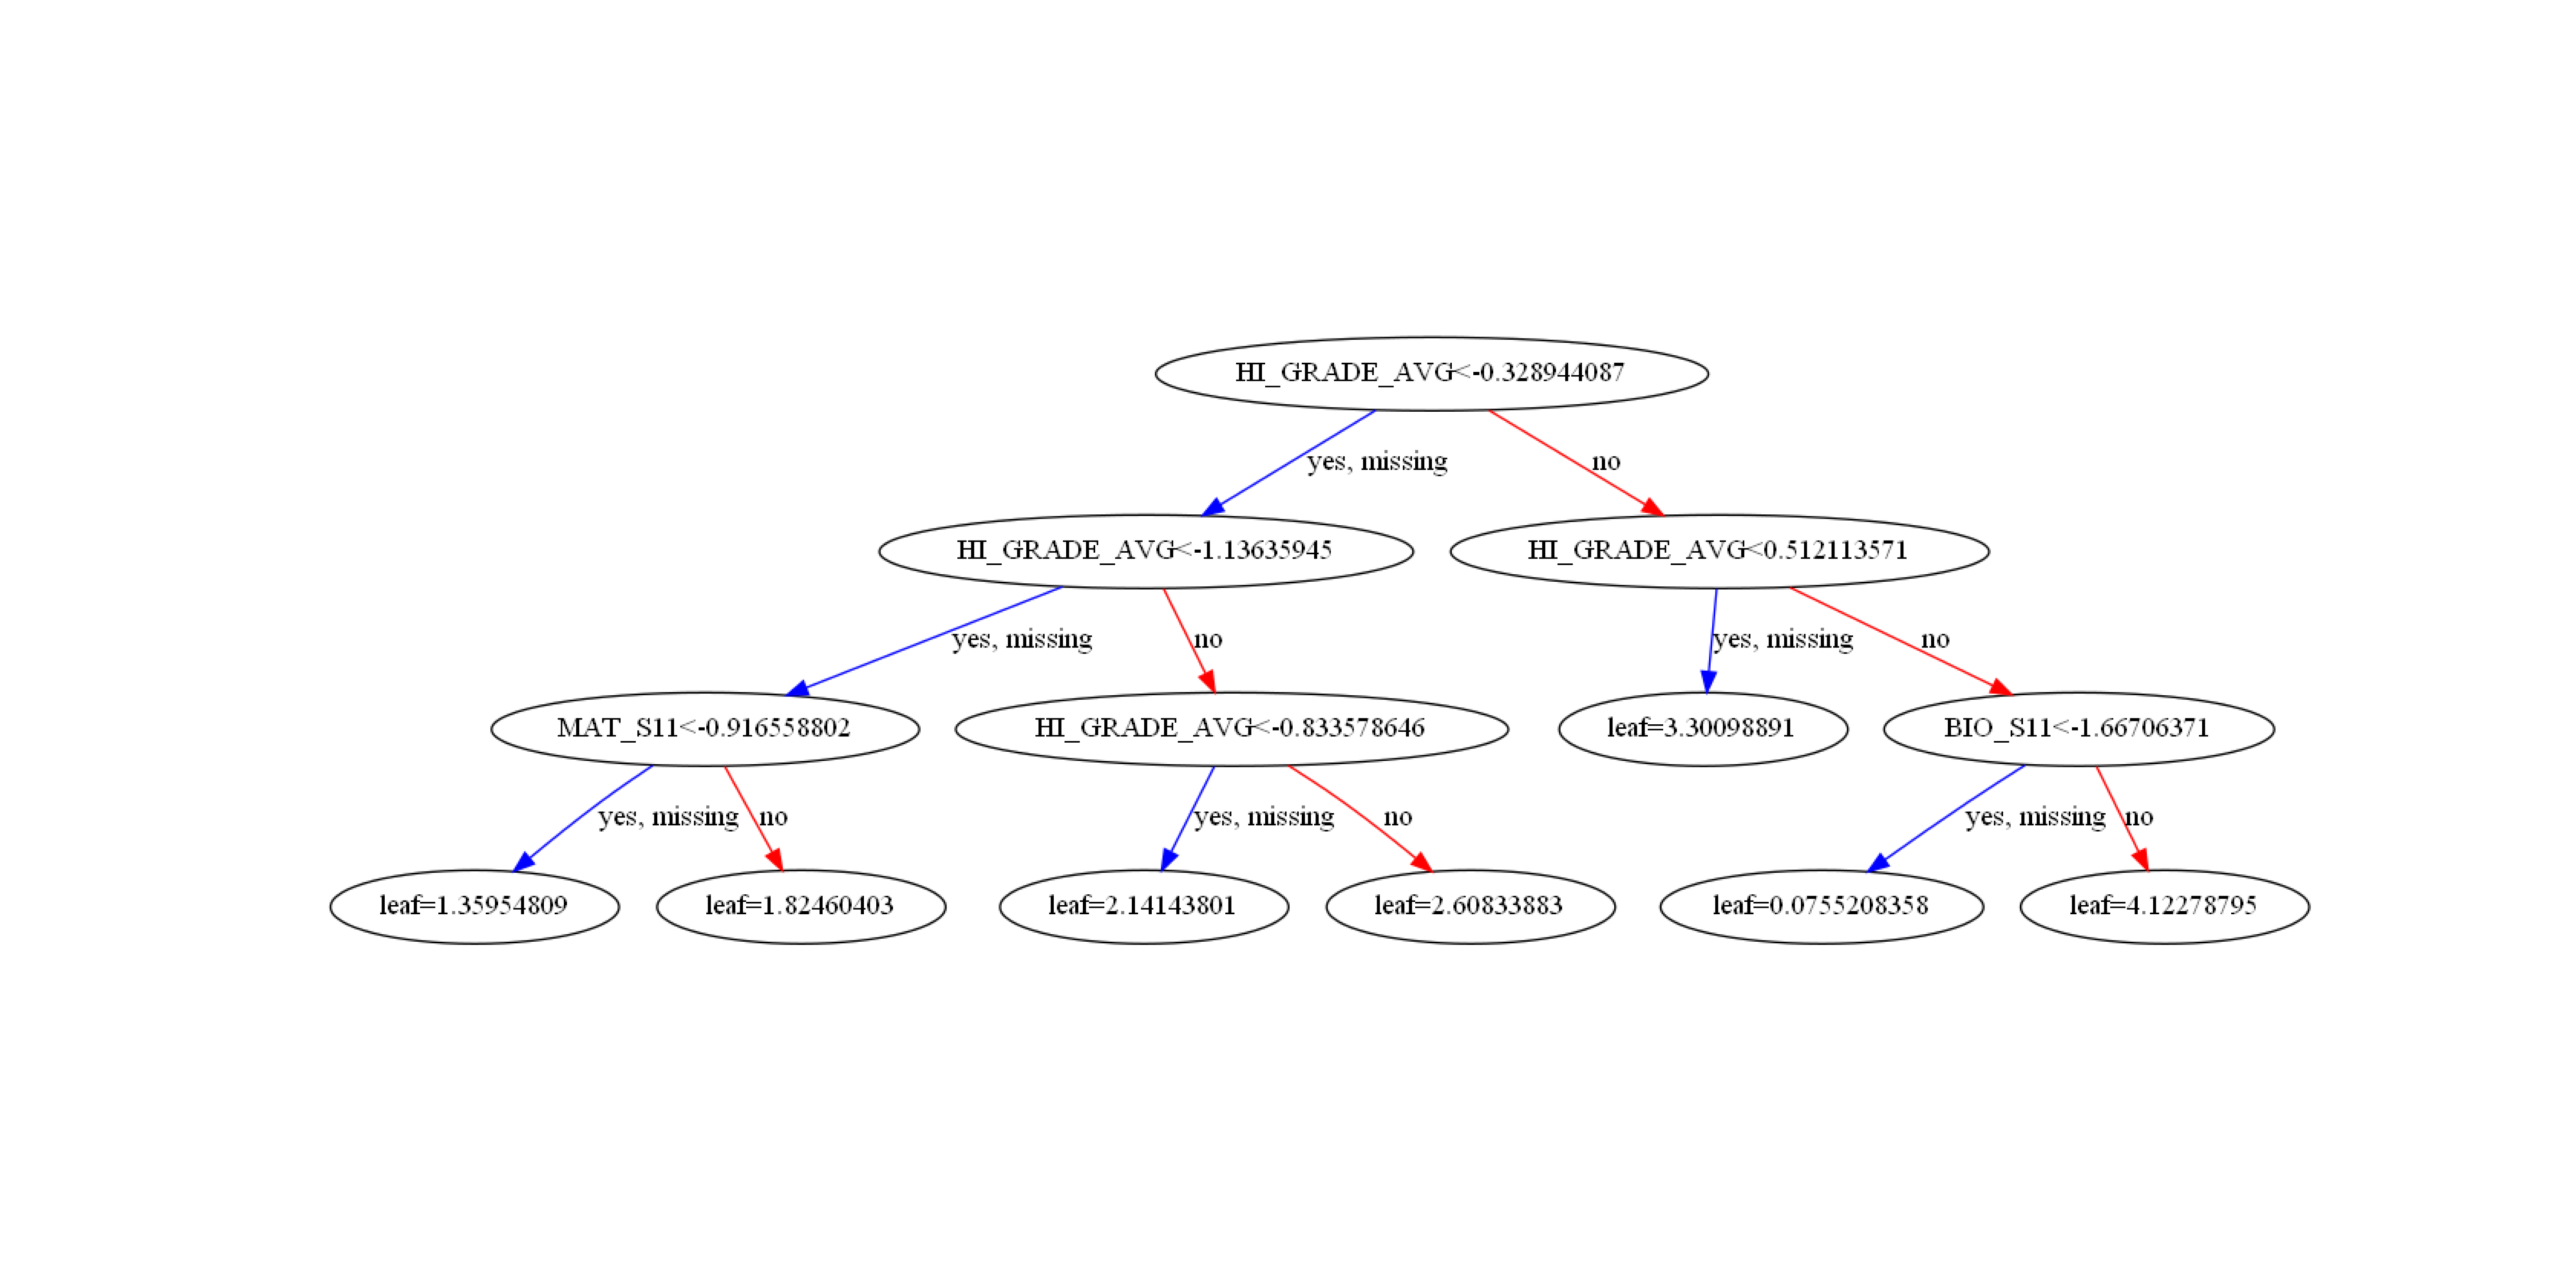 HI_GRADE_AVG<-0.328944087
yes, missing
no
HI_GRADE_AVG<-1.13635945
HI_GRADE_AVG<0.512113571
yes, missing
no
yes, missing
no
MAT_S11<-0.916558802
HI_GRADE_AVG<-0.833578646
leaf=3.30098891
BIO_S11<-1.66706371
yes, missing
no
yes, missing
no
yes, missing
no
leaf=1.35954809
leaf=1.82460403
leaf=2.14143801
leaf=2.60833883
leaf=0.0755208358
leaf=4.12278795